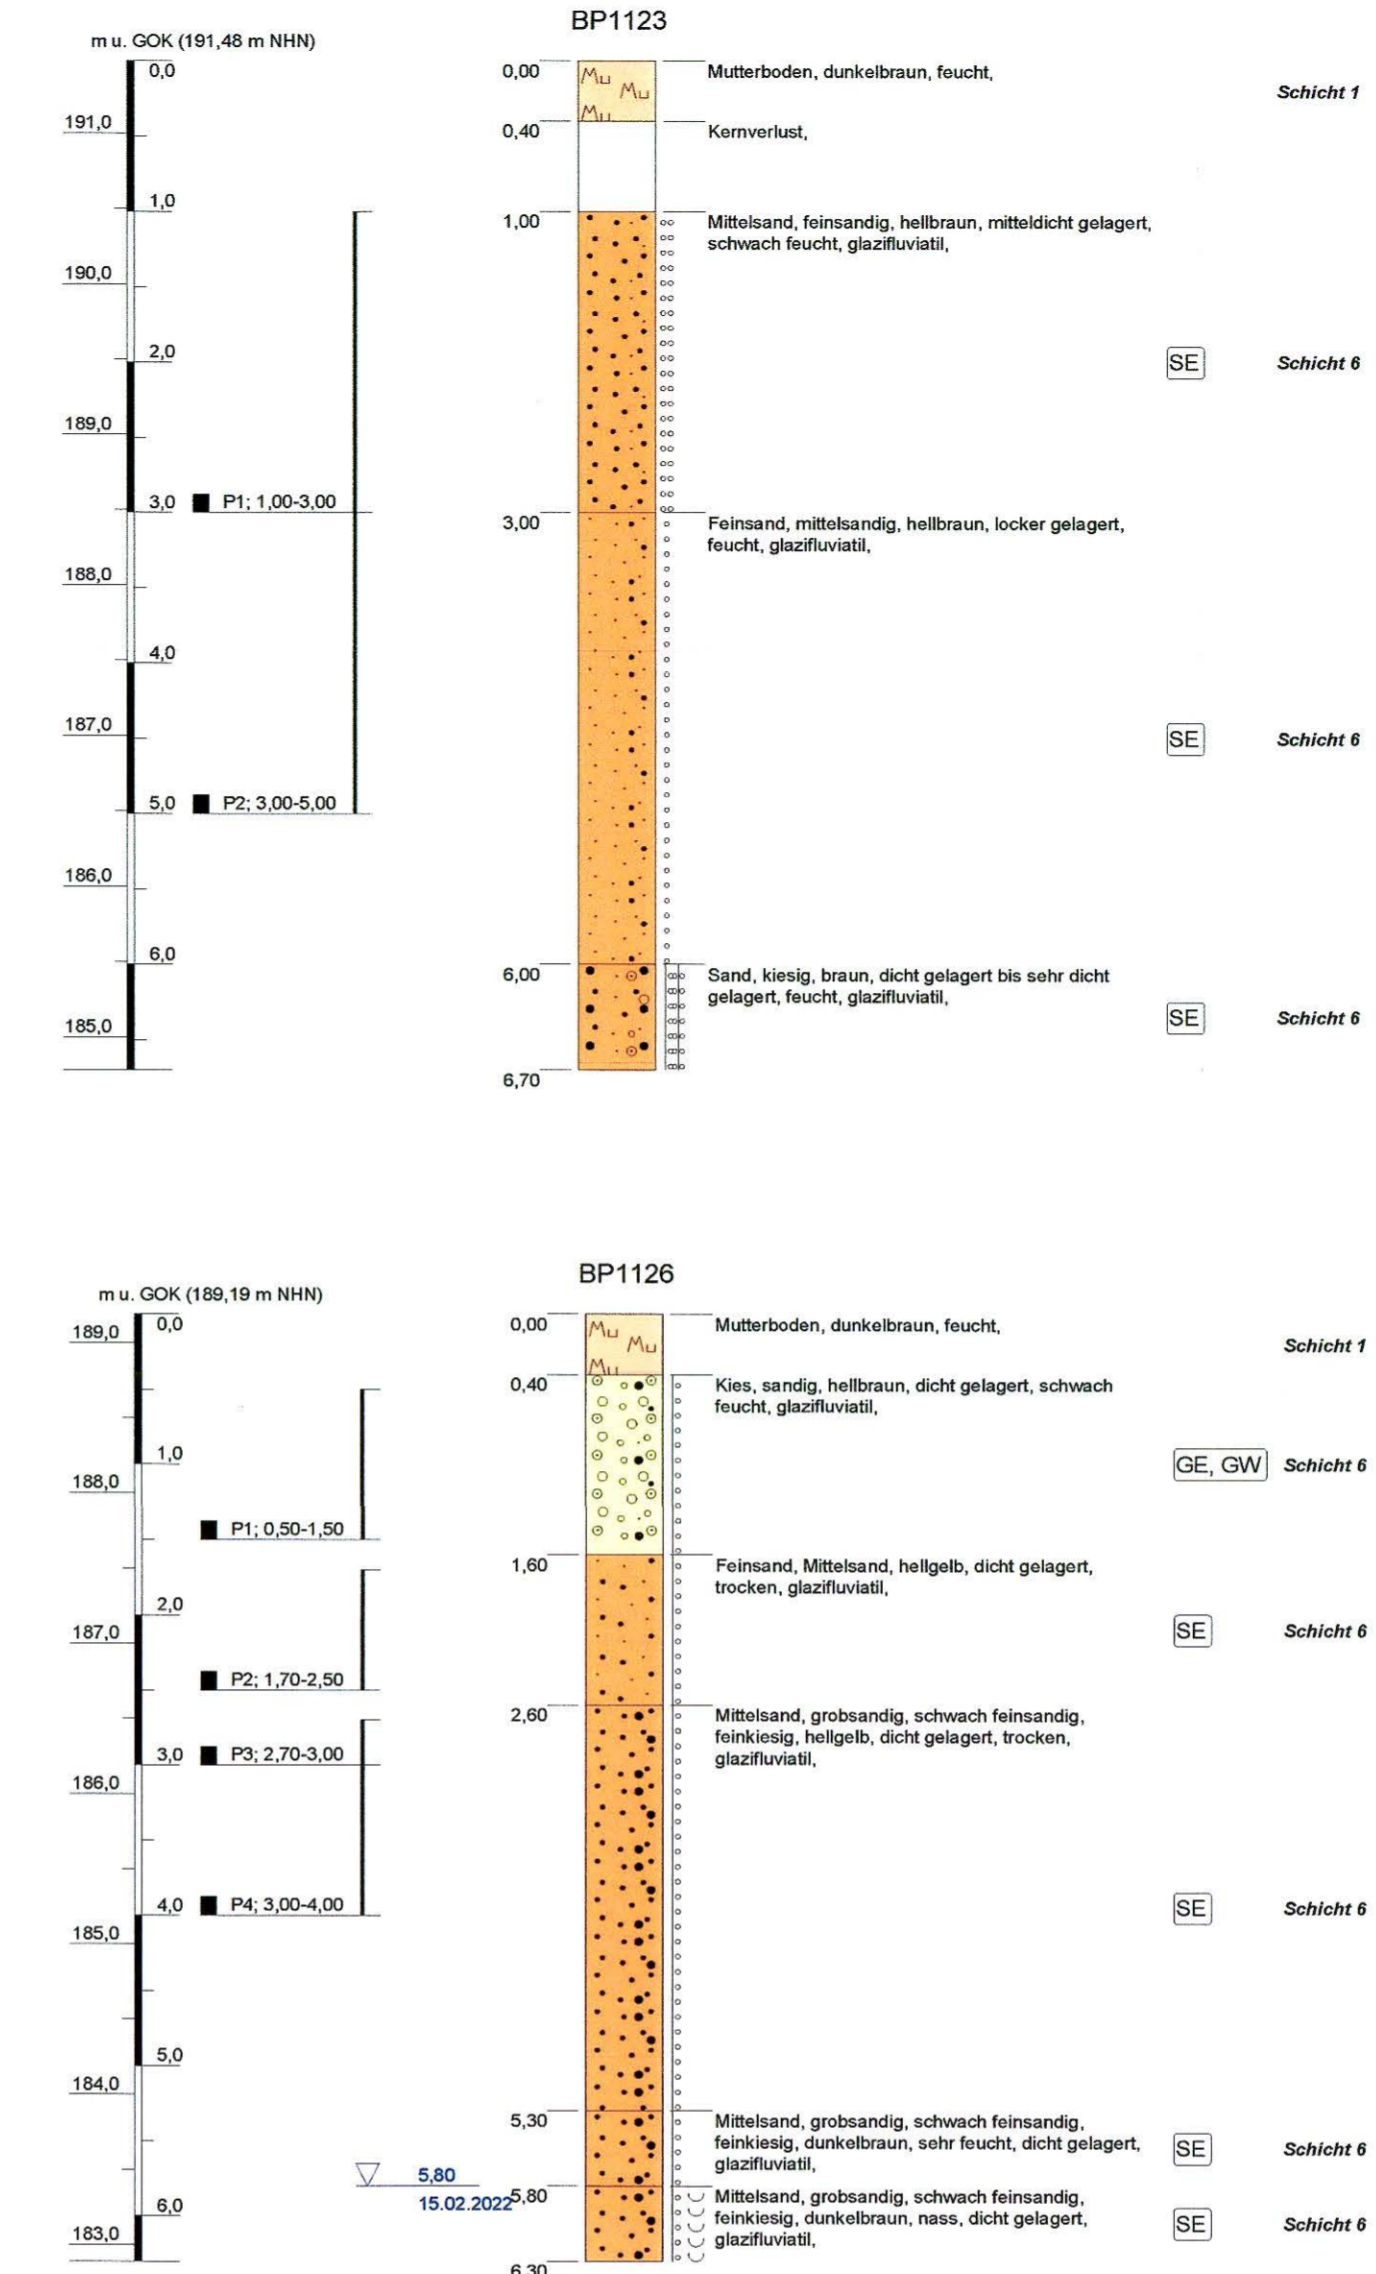 BP1123
m u. GOK (191,48 m NHN)
0,0
0,00
Mu
Mu
Mu
Mutterboden, dunkelbraun, feucht,
Schicht 1
191,0
0,40
Kernverlust,
1,0
1,00
Mittelsand, feinsandig, hellbraun, mitteldicht gelagert,
schwach feucht, glazifluviatil,
190,0
2,0
SE
Schicht 6
189,0
3,0
P1; 1,00-3,00
3,00
Feinsand, mittelsandig, hellbraun, locker gelagert,
feucht, glazifluviatil,
188,0
4,0
187,0
SE
Schicht 6
5,0
P2; 3,00-5,00
186,0
6,0
6,00
Sand, kiesig, braun, dicht gelagert bis sehr dicht
gelagert, feucht, glazifluviatil,
185,0
SE
Schicht 6
6,70
BP1126
m u. GOK (189,19 m NHN)
189,0
0,0
0,00
Mu
Mu
Mu
Mutterboden, dunkelbraun, feucht,
Schicht 1
0,40
Kies, sandig, hellbraun, dicht gelagert, schwach
feucht, glazifluviatil,
1,0
188,0
GE, GW
Schicht 6
P1; 0,50-1,50
1,60
Feinsand, Mittelsand, hellgelb, dicht gelagert,
trocken, glazifluviatil,
2,0
187,0
SE
Schicht 6
P2; 1,70-2,50
2,60
Mittelsand, grobsandig, schwach feinsandig,
feinkiesig, hellgelb, dicht gelagert, trocken,
glazifluviatil,
3,0
P3; 2,70-3,00
186,0
4,0
P4; 3,00-4,00
SE
Schicht 6
185,0
5,0
184,0
5,30
Mittelsand, grobsandig, schwach feinsandig,
feinkiesig, dunkelbraun, sehr feucht, dicht gelagert,
glazifluviatil,
SE
Schicht 6
5,80
15.02.2022
5,80
Mittelsand, grobsandig, schwach feinsandig,
feinkiesig, dunkelbraun, nass, dicht gelagert,
glazifluviatil,
6,0
183,0
SE
Schicht 6
6,30